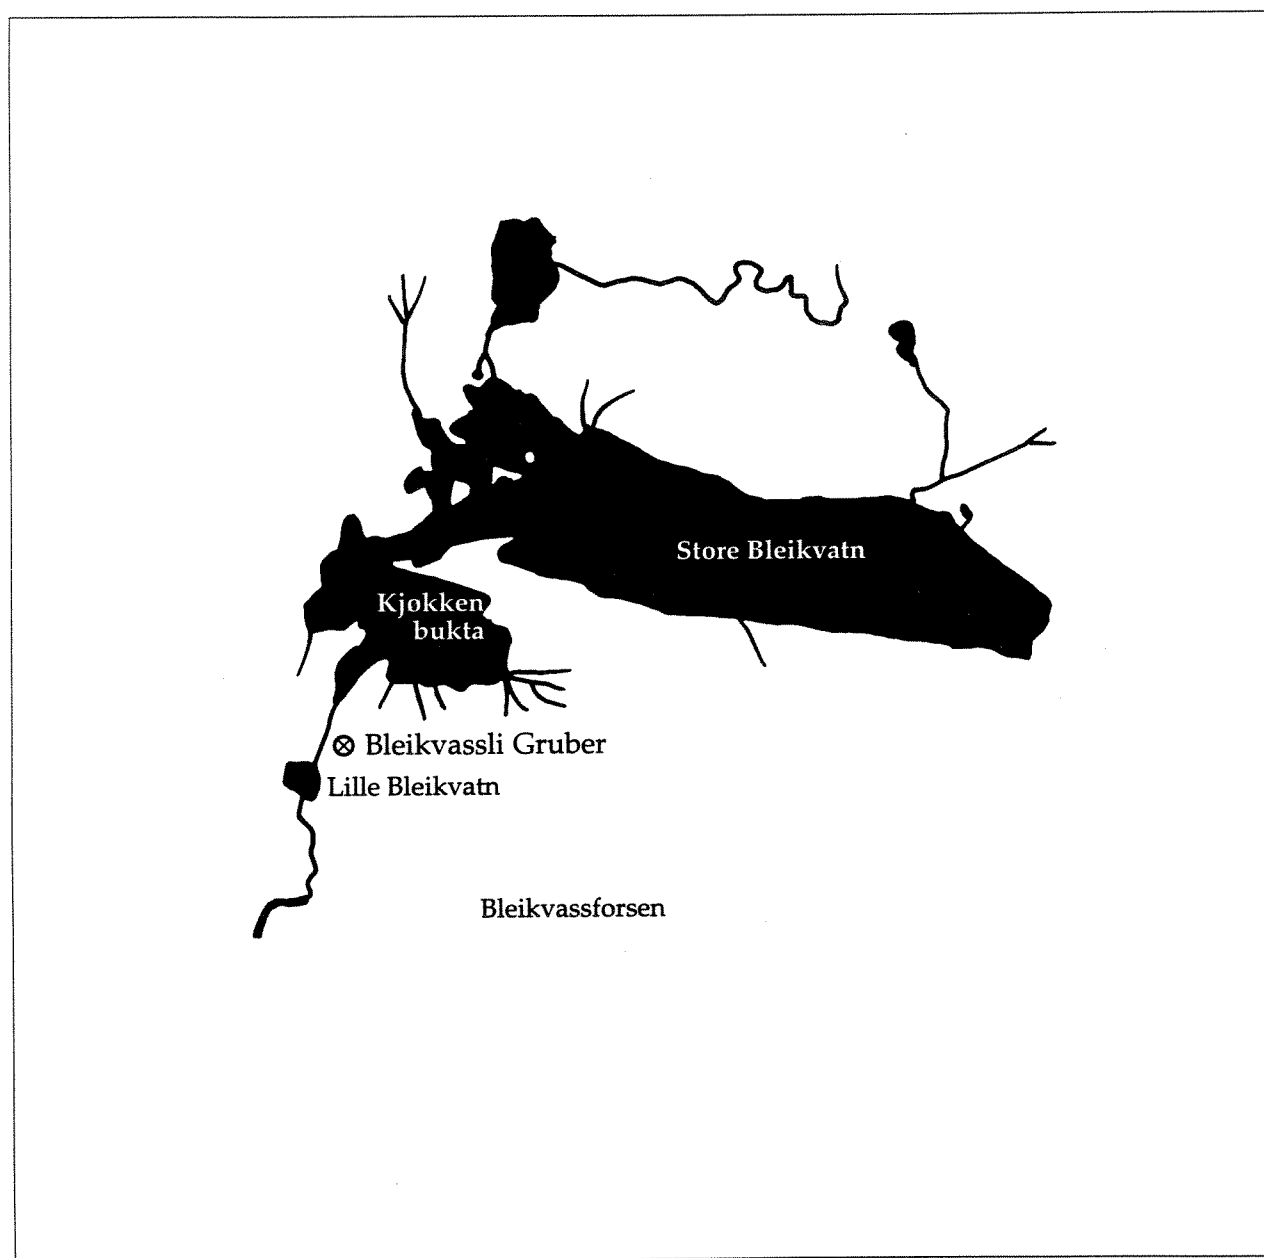 Store Bleikvatn
Kjøkken
bukta
Bleikvassli Gruber
Lille Bleikvatn
Bleikvassforsen